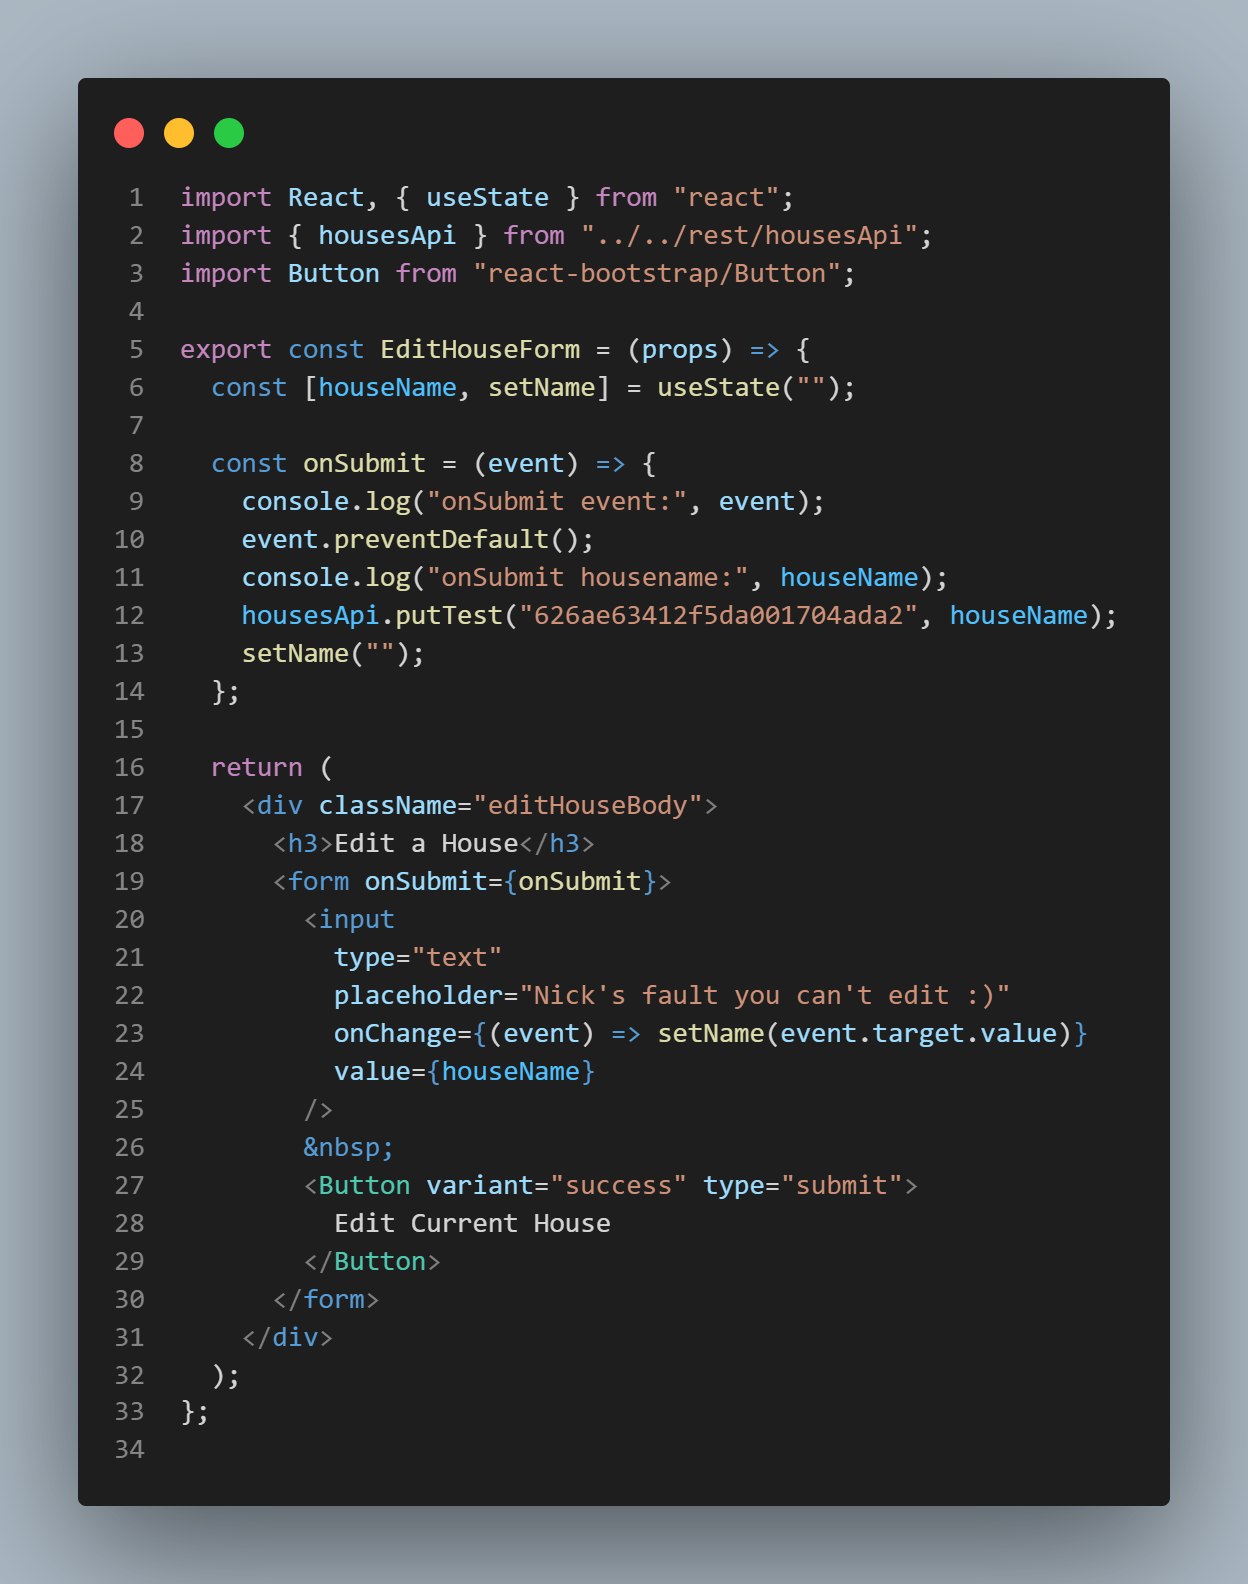 1 import React, { useState } from "react";
2 import { housesApi } from "../../rest/housesApi";
3 import Button from "react-bootstrap/Button";
4
5 export const EditHouseForm = (props) => {
6   const [houseName, setName] = useState("");
7
8   const onSubmit = (event) => {
9     console.log("onSubmit event:", event);
10     event.preventDefault();
11     console.log("onSubmit housename:", houseName);
12     housesApi.putTest("626ae63412f5da001704ada2", houseName);
13     setName("");
14   };
15
16   return (
17     <div className="editHouseBody">
18       <h3>Edit a House</h3>
19       <form onSubmit={onSubmit}>
20         <input
21           type="text"
22           placeholder="Nick's fault you can't edit :)"
23           onChange={(event) => setName(event.target.value)}
24           value={houseName}
25         />
26         &nbsp;
27         <Button variant="success" type="submit">
28           Edit Current House
29         </Button>
30       </form>
31     </div>
32   );
33 };
34